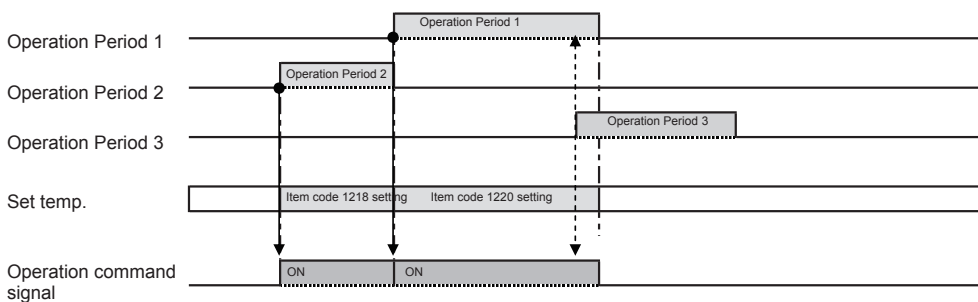 Operation Period 1
Operation Period 1
Operation Period 2
Operation Period 2
Operation Period 3
Operation Period 3
Set temp.
Item code 1218 setting
Item code 1220 setting
Operation command
signal
ON
ON